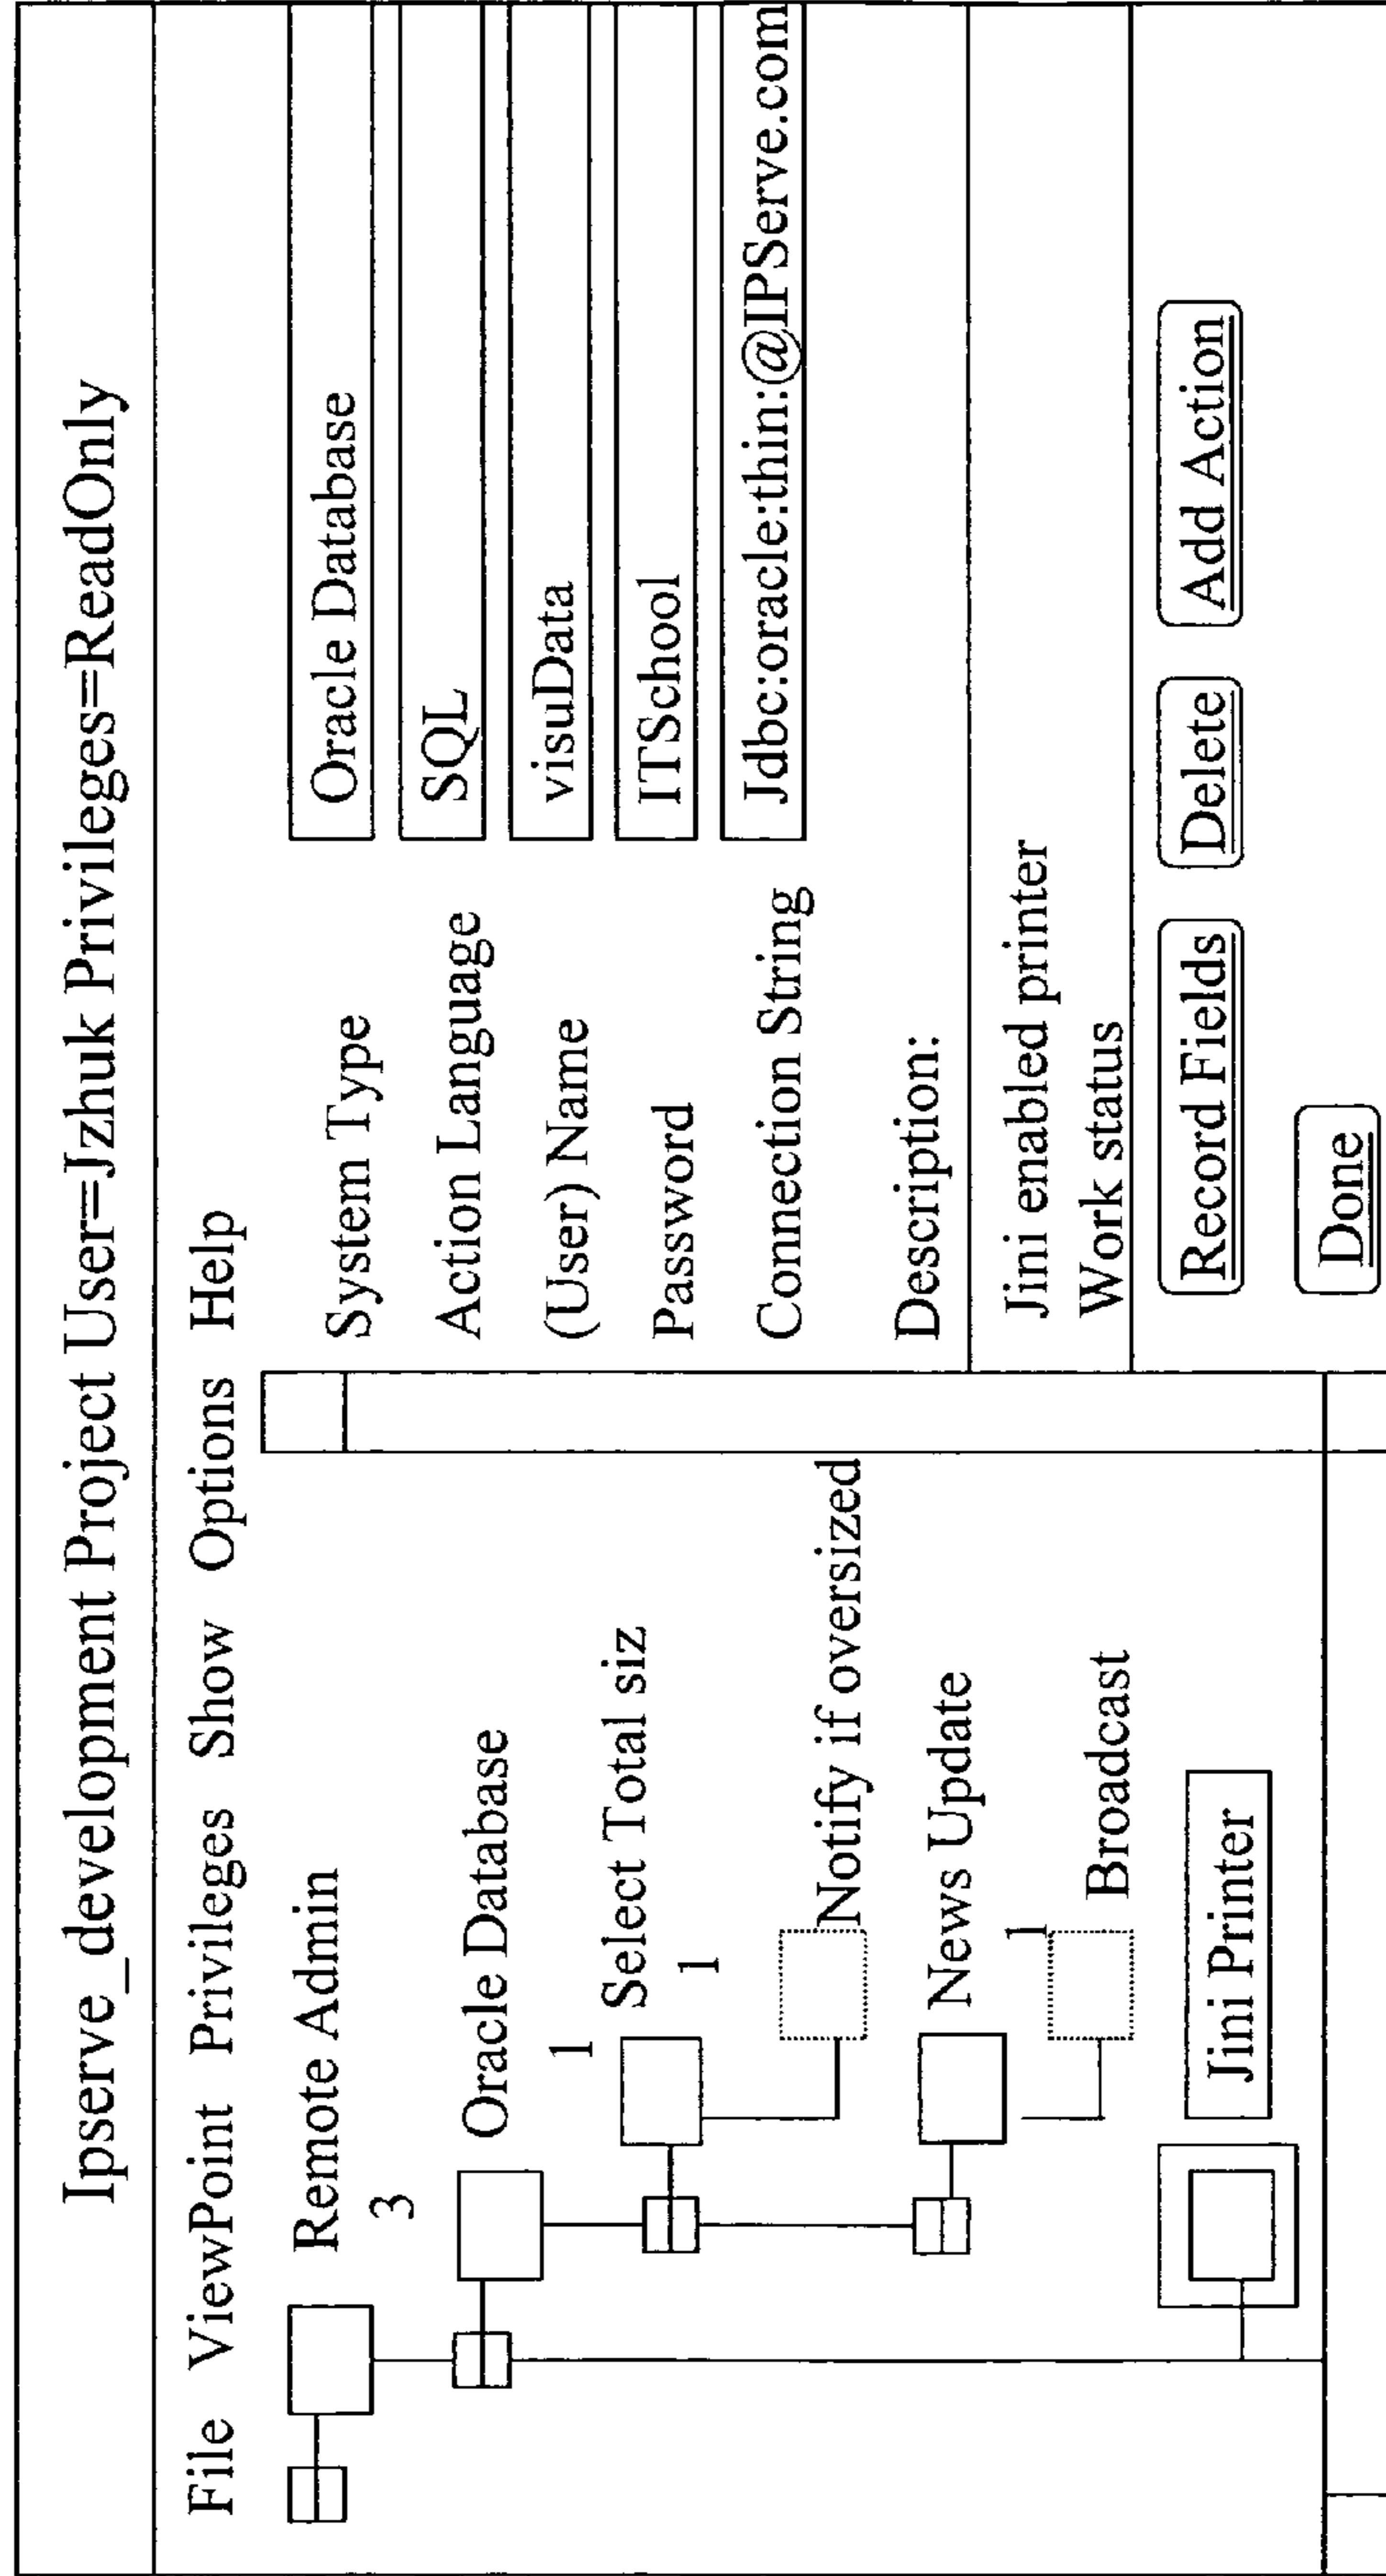 Ipserve_development Project User=Jzhuk Privileges=ReadOnly
File ViewPoint Privileges Show Options Help
Remote Admin
3
Oracle Database
1
Select Total siz
1
Notify if oversized
News Update
1
Broadcast
Jini Printer
System Type
Oracle Database
Action Language
SQL
(User) Name
visuData
Password
ITSchool
Connection String
Jdbc:oracle:thin:@IPServe.com
Description:
Jini enabled printer
Work status
Record Fields
Delete
Add Action
Done